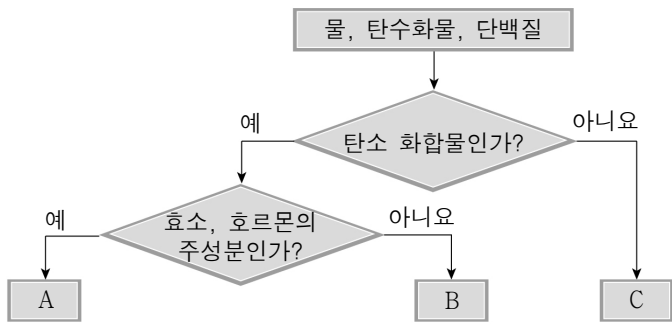 물, 탄수화물, 단백질
예
아니요
탄소 화합물인가?
예
아니요
효소, 호르몬의
주성분인가?
A
B
C